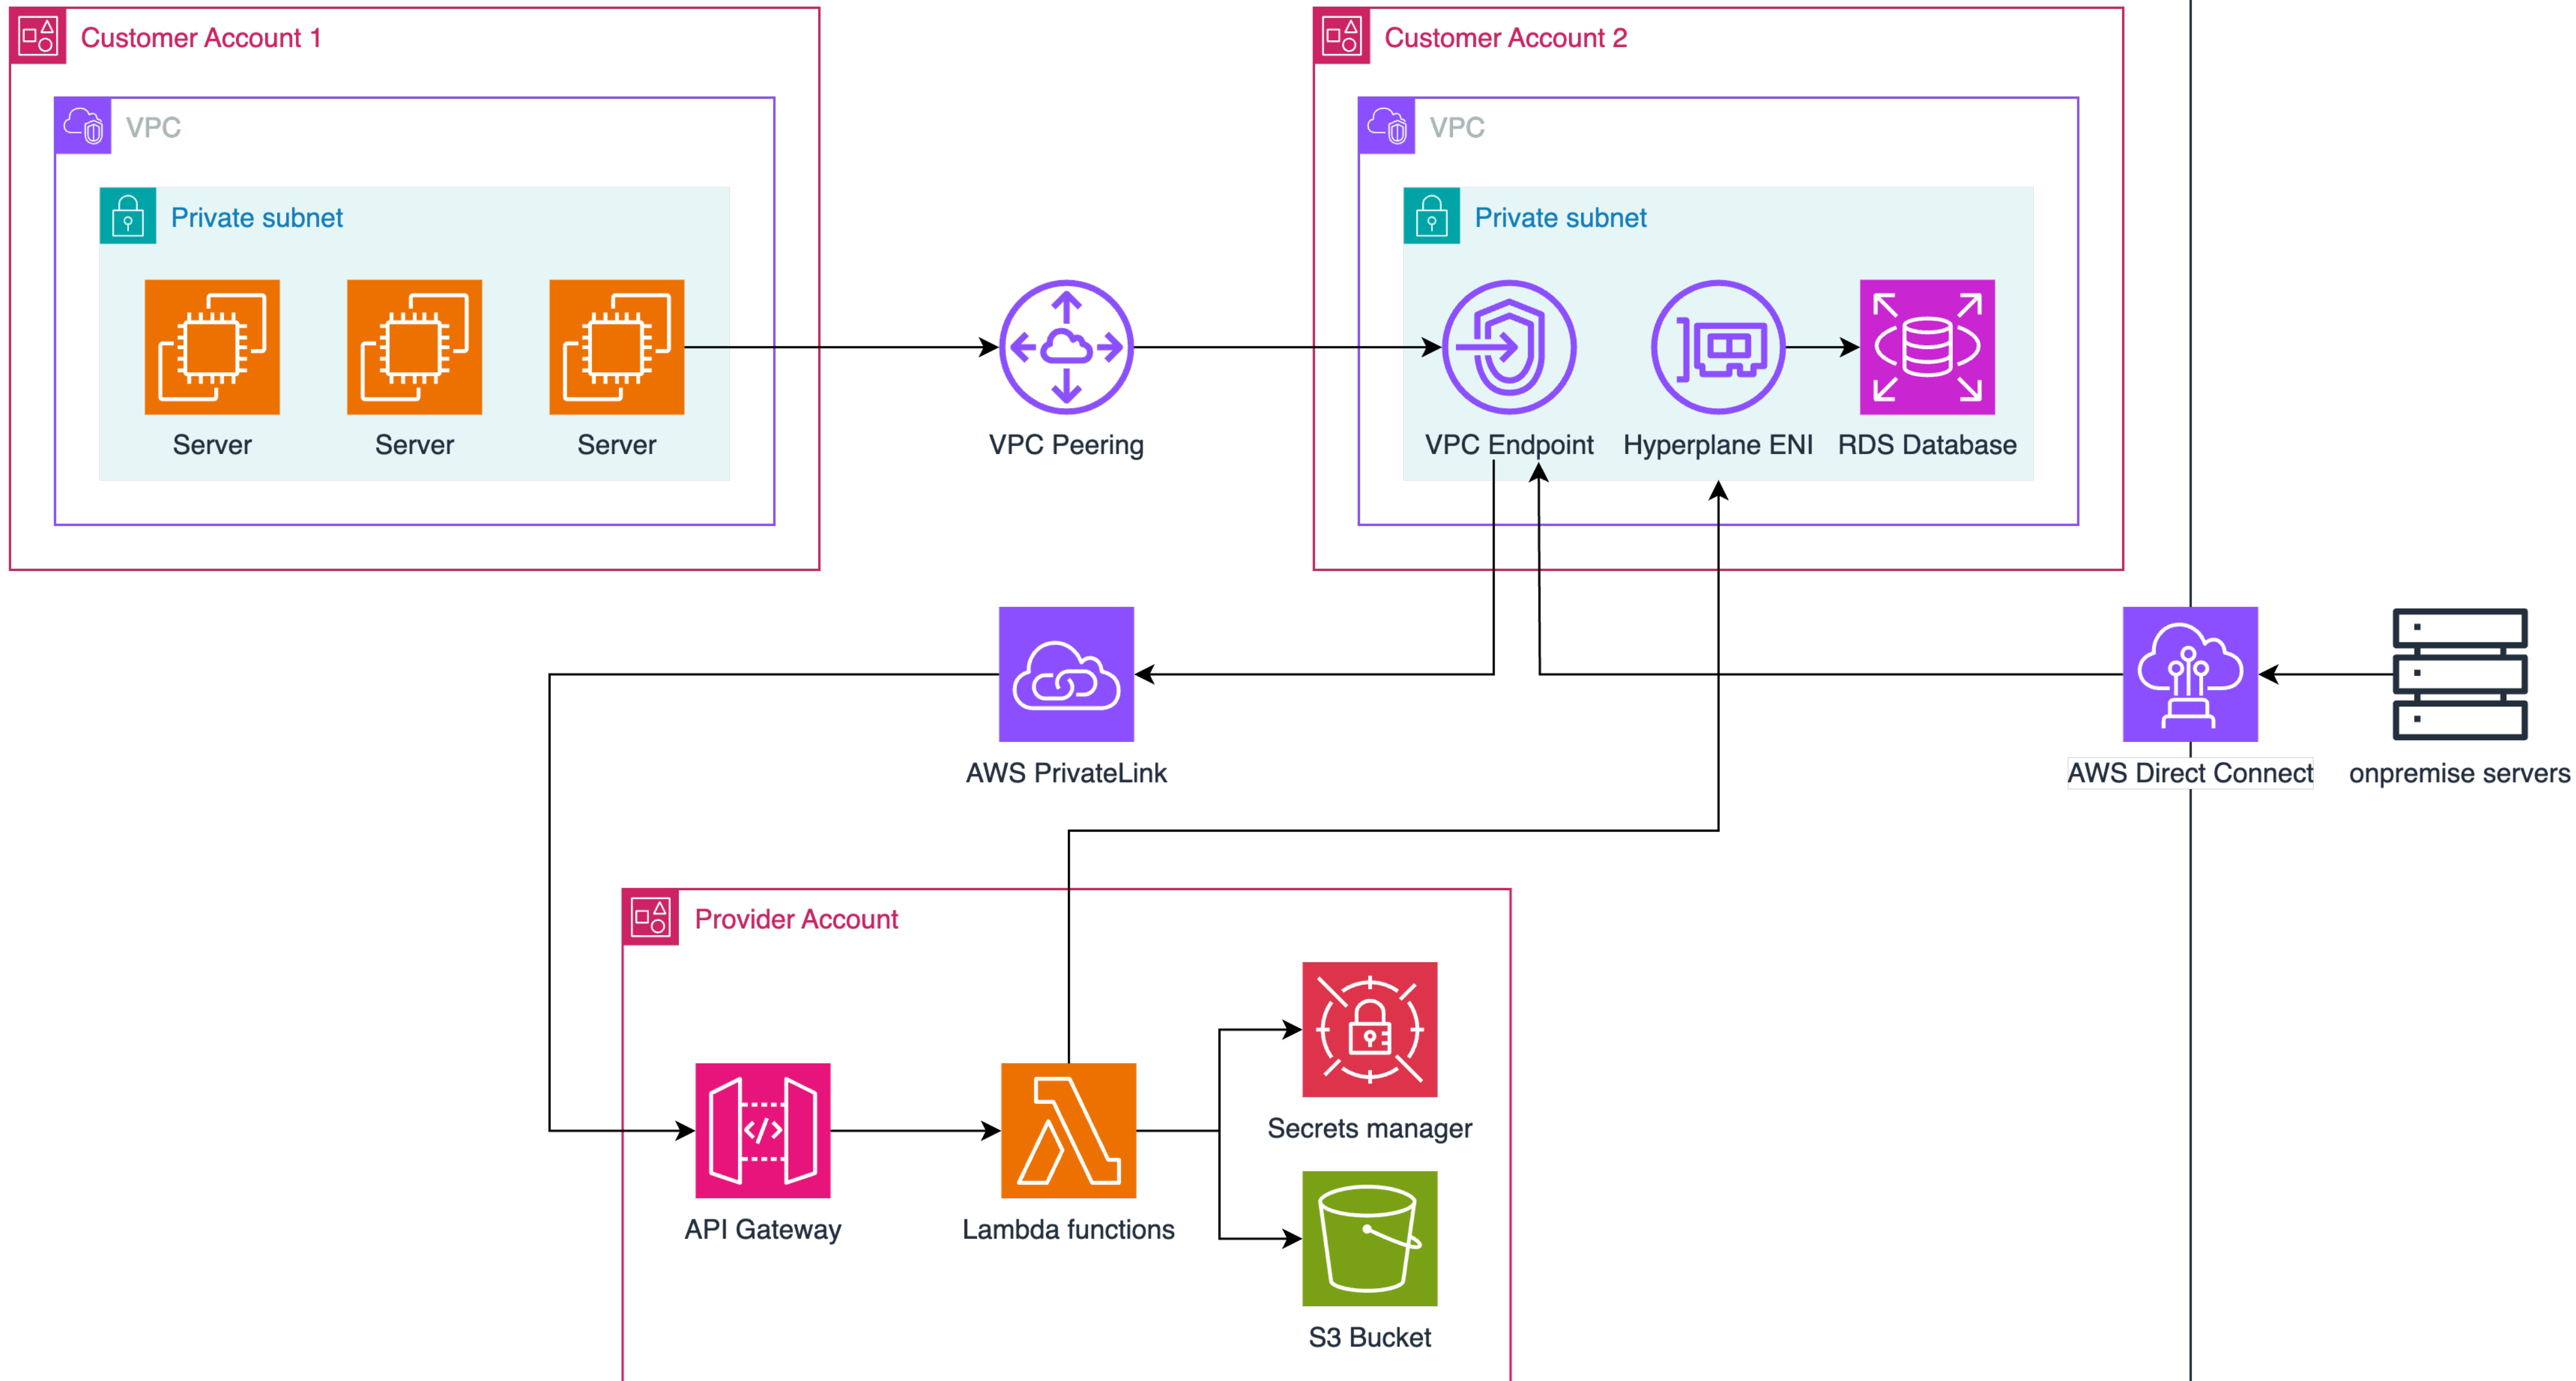 Customer Account 1
Customer Account 2
VPC
VPC
Private subnet
Private subnet
Server
Server
Server
VPC Peering
VPC Endpoint
Hyperplane ENI
RDS Database
AWS PrivateLink
AWS Direct Connect
onpremise servers
Provider Account
Secrets manager
API Gateway
Lambda functions
S3 Bucket